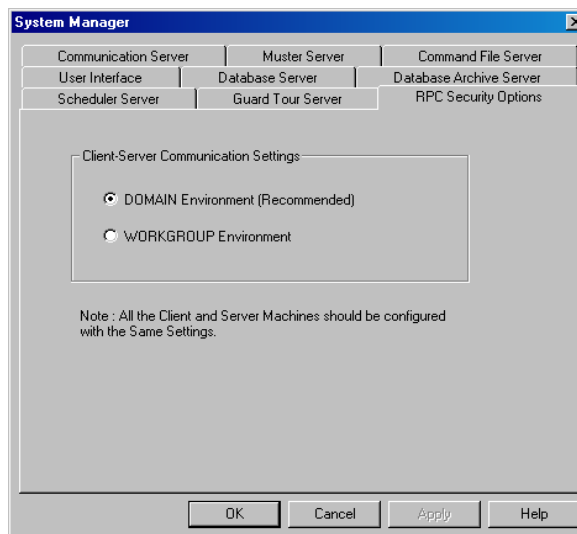 System Manager
Communication Server Muster Server Command File Server
User Interface Database Server Database Archive Server
Scheduler Server Guard Tour Server RPC Security Options
Client-Server Communication Settings
DOMAIN Environment (Recommended)
WORKGROUP Environment
Note : All the Client and Server Machines should be configured
with the Same Settings.
OK Cancel Apply Help